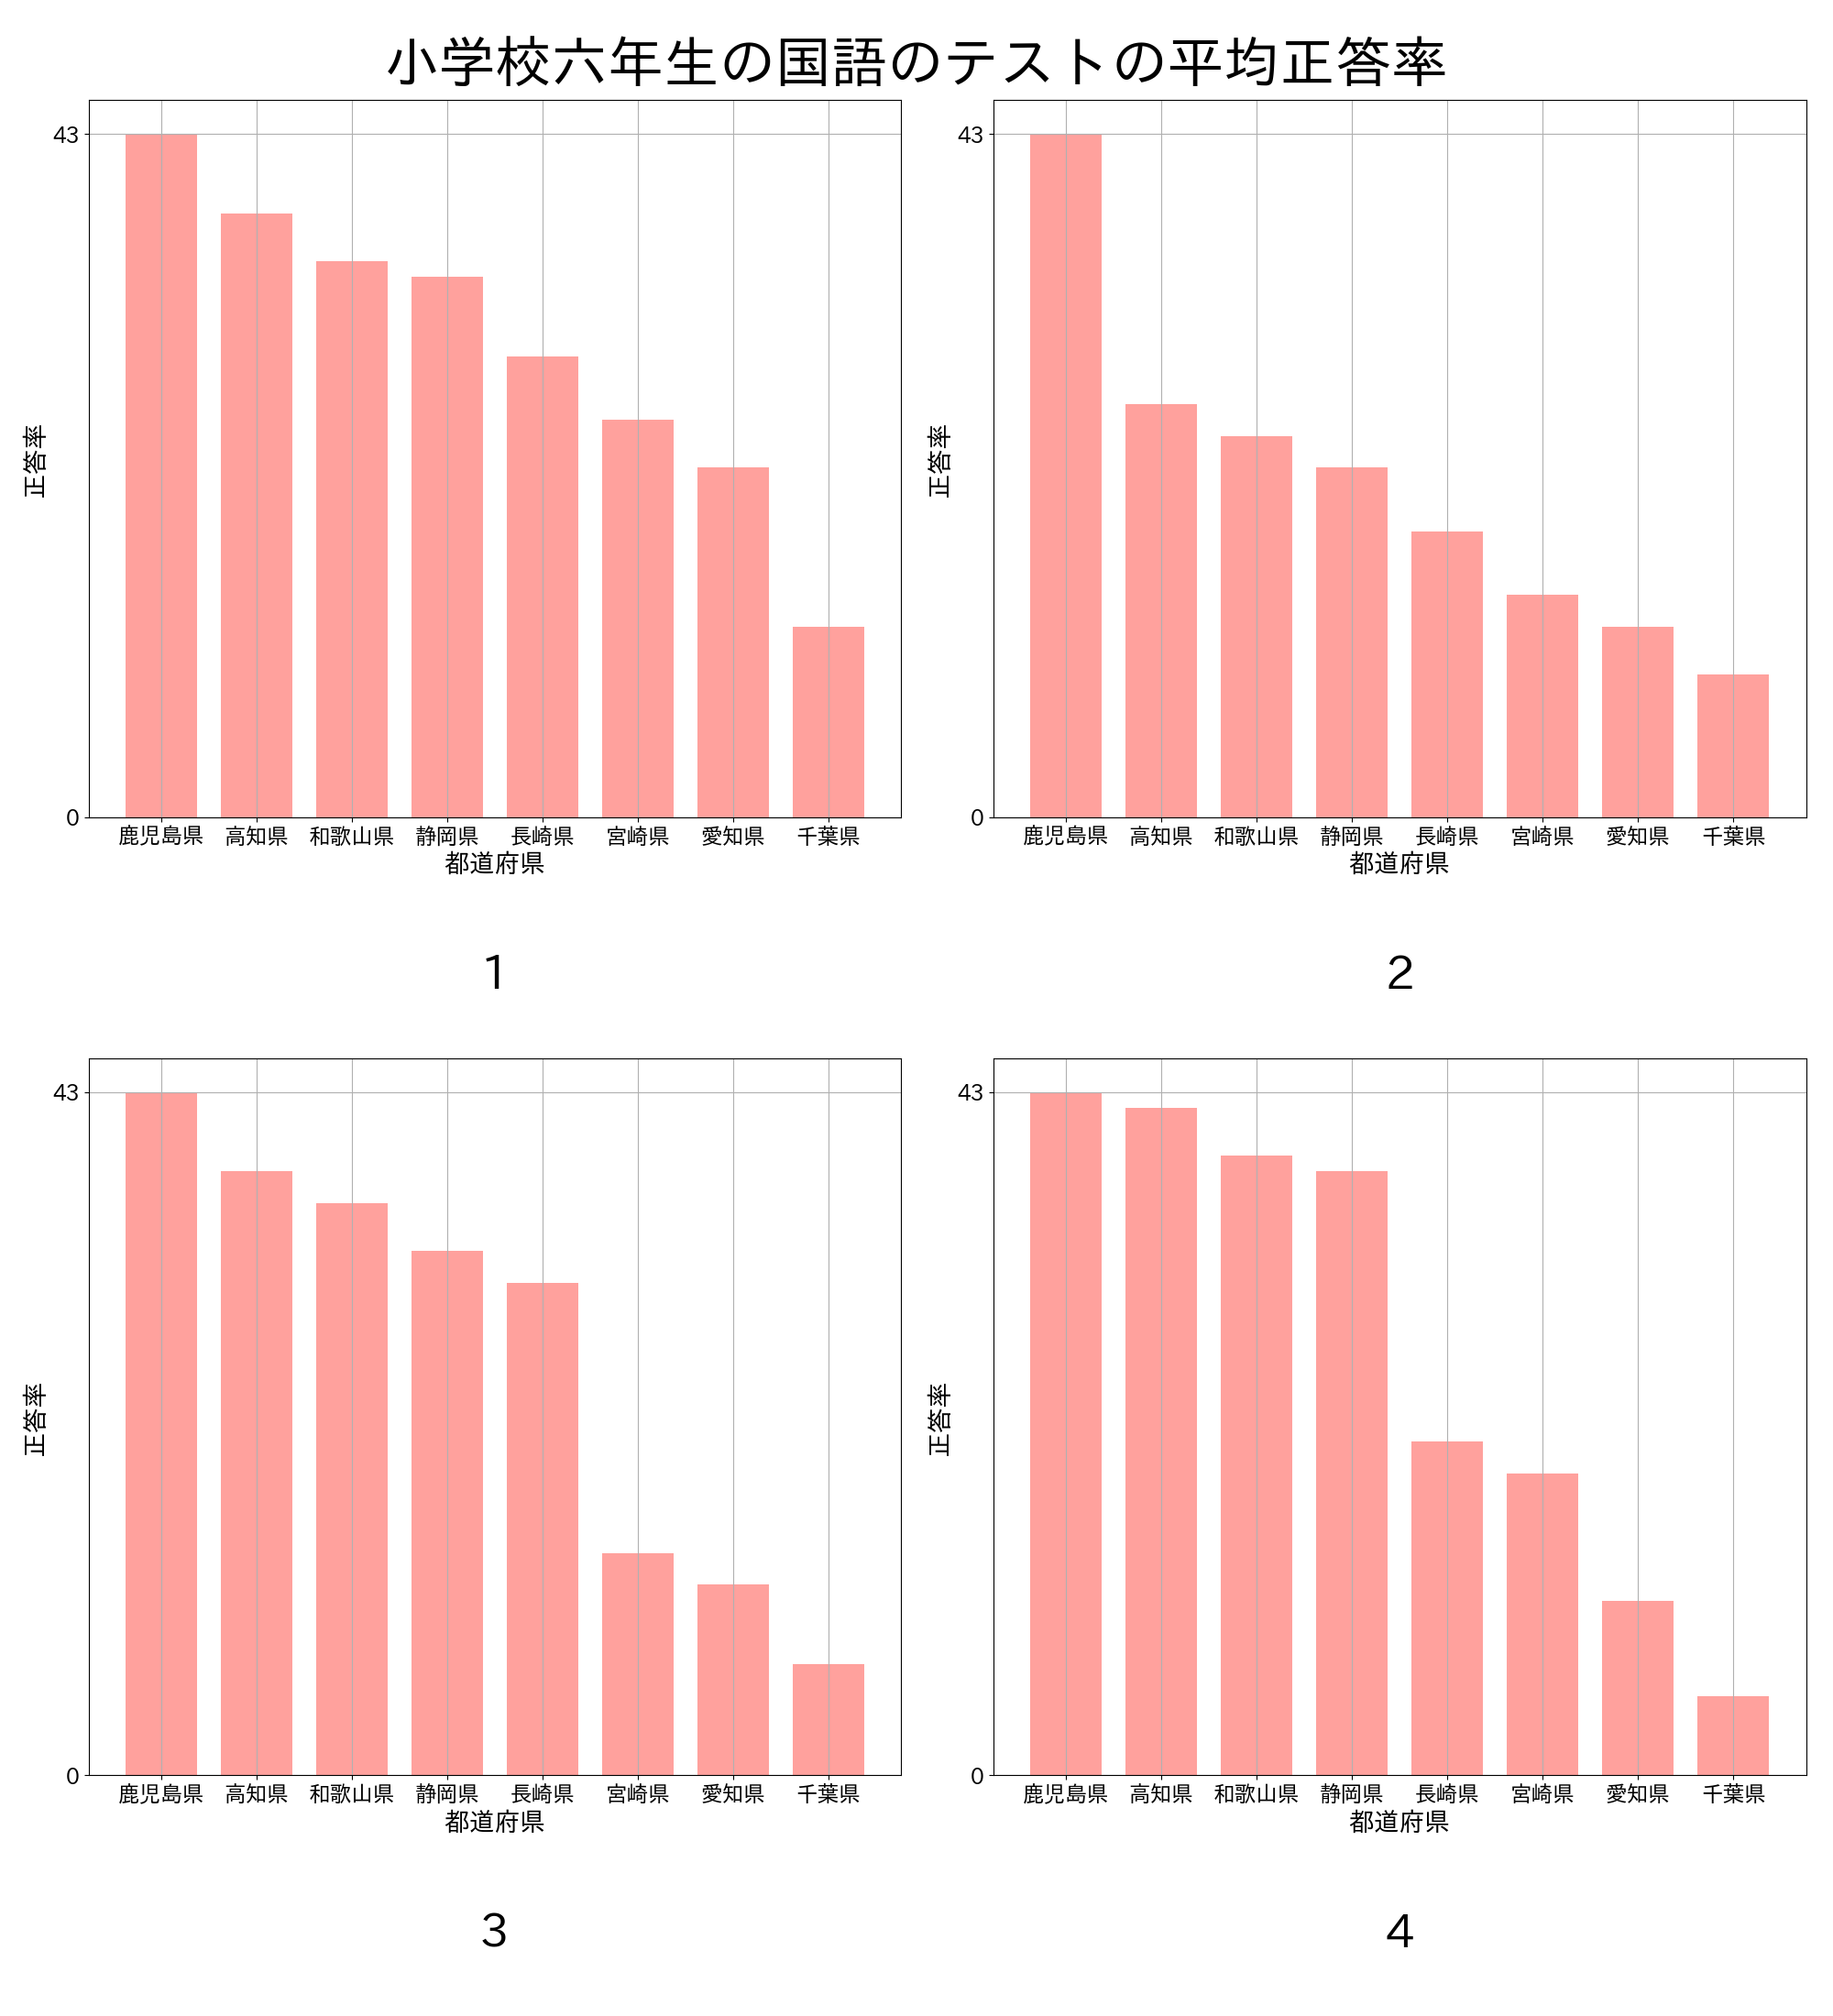 小学校六年生の国語のテストの平均正答率
43
0
正答率
鹿児島県 高知県 和歌山県 静岡県 長崎県 宮崎県 愛知県 千葉県
都道府県
1
43
0
正答率
鹿児島県 高知県 和歌山県 静岡県 長崎県 宮崎県 愛知県 千葉県
都道府県
2
43
0
正答率
鹿児島県 高知県 和歌山県 静岡県 長崎県 宮崎県 愛知県 千葉県
都道府県
3
43
0
正答率
鹿児島県 高知県 和歌山県 静岡県 長崎県 宮崎県 愛知県 千葉県
都道府県
4